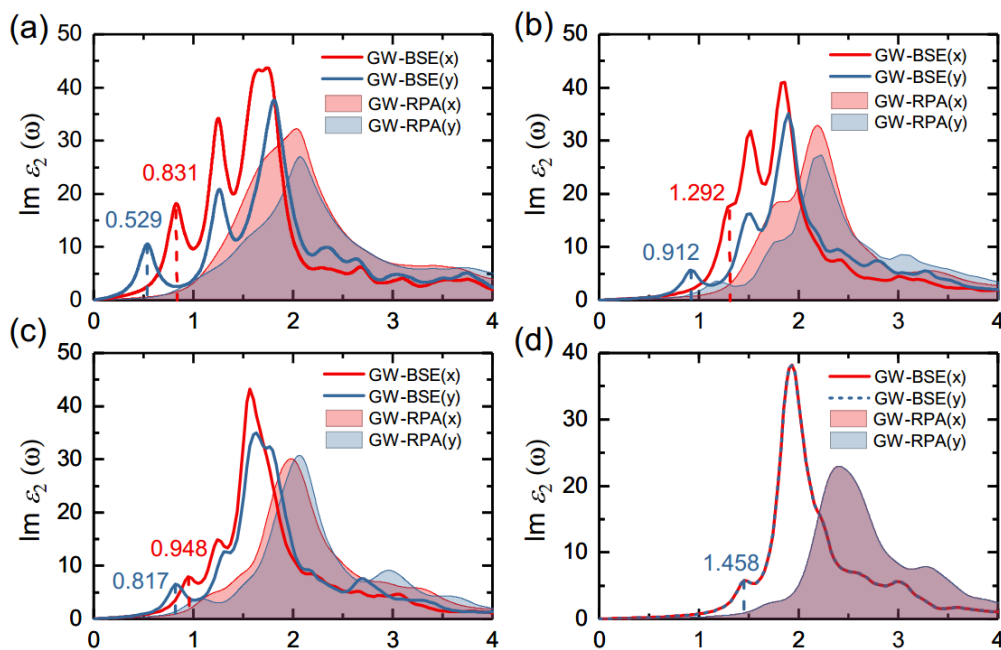 (a)
50
40
30
20
10
0
Im ε2 (ω)
GW-BSE(x)
GW-BSE(y)
GW-RPA(x)
GW-RPA(y)
0.831
0.529
0 1 2 3 4
(b)
50
40
30
20
10
0
Im ε2 (ω)
GW-BSE(x)
GW-BSE(y)
GW-RPA(x)
GW-RPA(y)
1.292
0.912
0 1 2 3 4
(c)
50
40
30
20
10
0
Im ε2 (ω)
GW-BSE(x)
GW-BSE(y)
GW-RPA(x)
GW-RPA(y)
0.948
0.817
0 1 2 3 4
(d)
40
30
20
10
0
Im ε2 (ω)
GW-BSE(x)
GW-BSE(y)
GW-RPA(x)
GW-RPA(y)
1.458
0 1 2 3 4